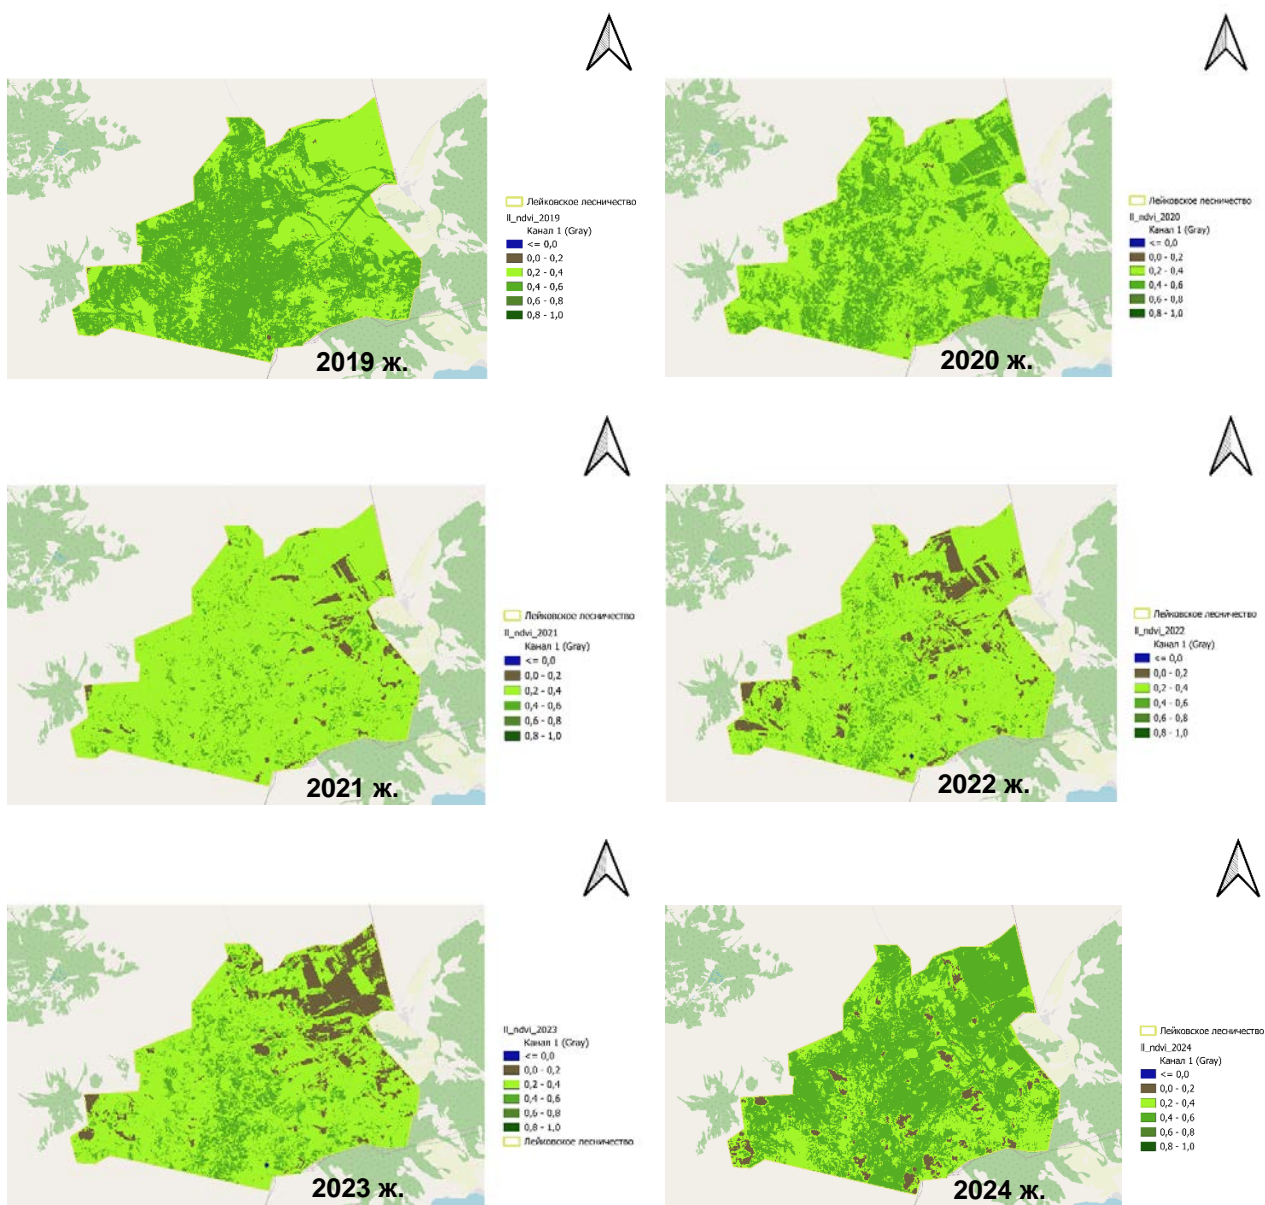 Лейковское лесничество
ll_ndvi_2019
Канал 1 (Gray)
<= 0,0
0,0 - 0,2
0,2 - 0,4
0,4 - 0,6
0,6 - 0,8
0,8 - 1,0
2019 ж.
Лейковское лесничество
ll_ndvi_2020
Канал 1 (Gray)
<= 0,0
0,0 - 0,2
0,2 - 0,4
0,4 - 0,6
0,6 - 0,8
0,8 - 1,0
2020 ж.
Лейковское лесничество
ll_ndvi_2021
Канал 1 (Gray)
<= 0,0
0,0 - 0,2
0,2 - 0,4
0,4 - 0,6
0,6 - 0,8
0,8 - 1,0
2021 ж.
Лейковское лесничество
ll_ndvi_2022
Канал 1 (Gray)
<= 0,0
0,0 - 0,2
0,2 - 0,4
0,4 - 0,6
0,6 - 0,8
0,8 - 1,0
2022 ж.
ll_ndvi_2023
Канал 1 (Gray)
<= 0,0
0,0 - 0,2
0,2 - 0,4
0,4 - 0,6
0,6 - 0,8
0,8 - 1,0
Лейковское лесничество
2023 ж.
Лейковское лесничество
ll_ndvi_2024
Канал 1 (Gray)
<= 0,0
0,0 - 0,2
0,2 - 0,4
0,4 - 0,6
0,6 - 0,8
0,8 - 1,0
2024 ж.